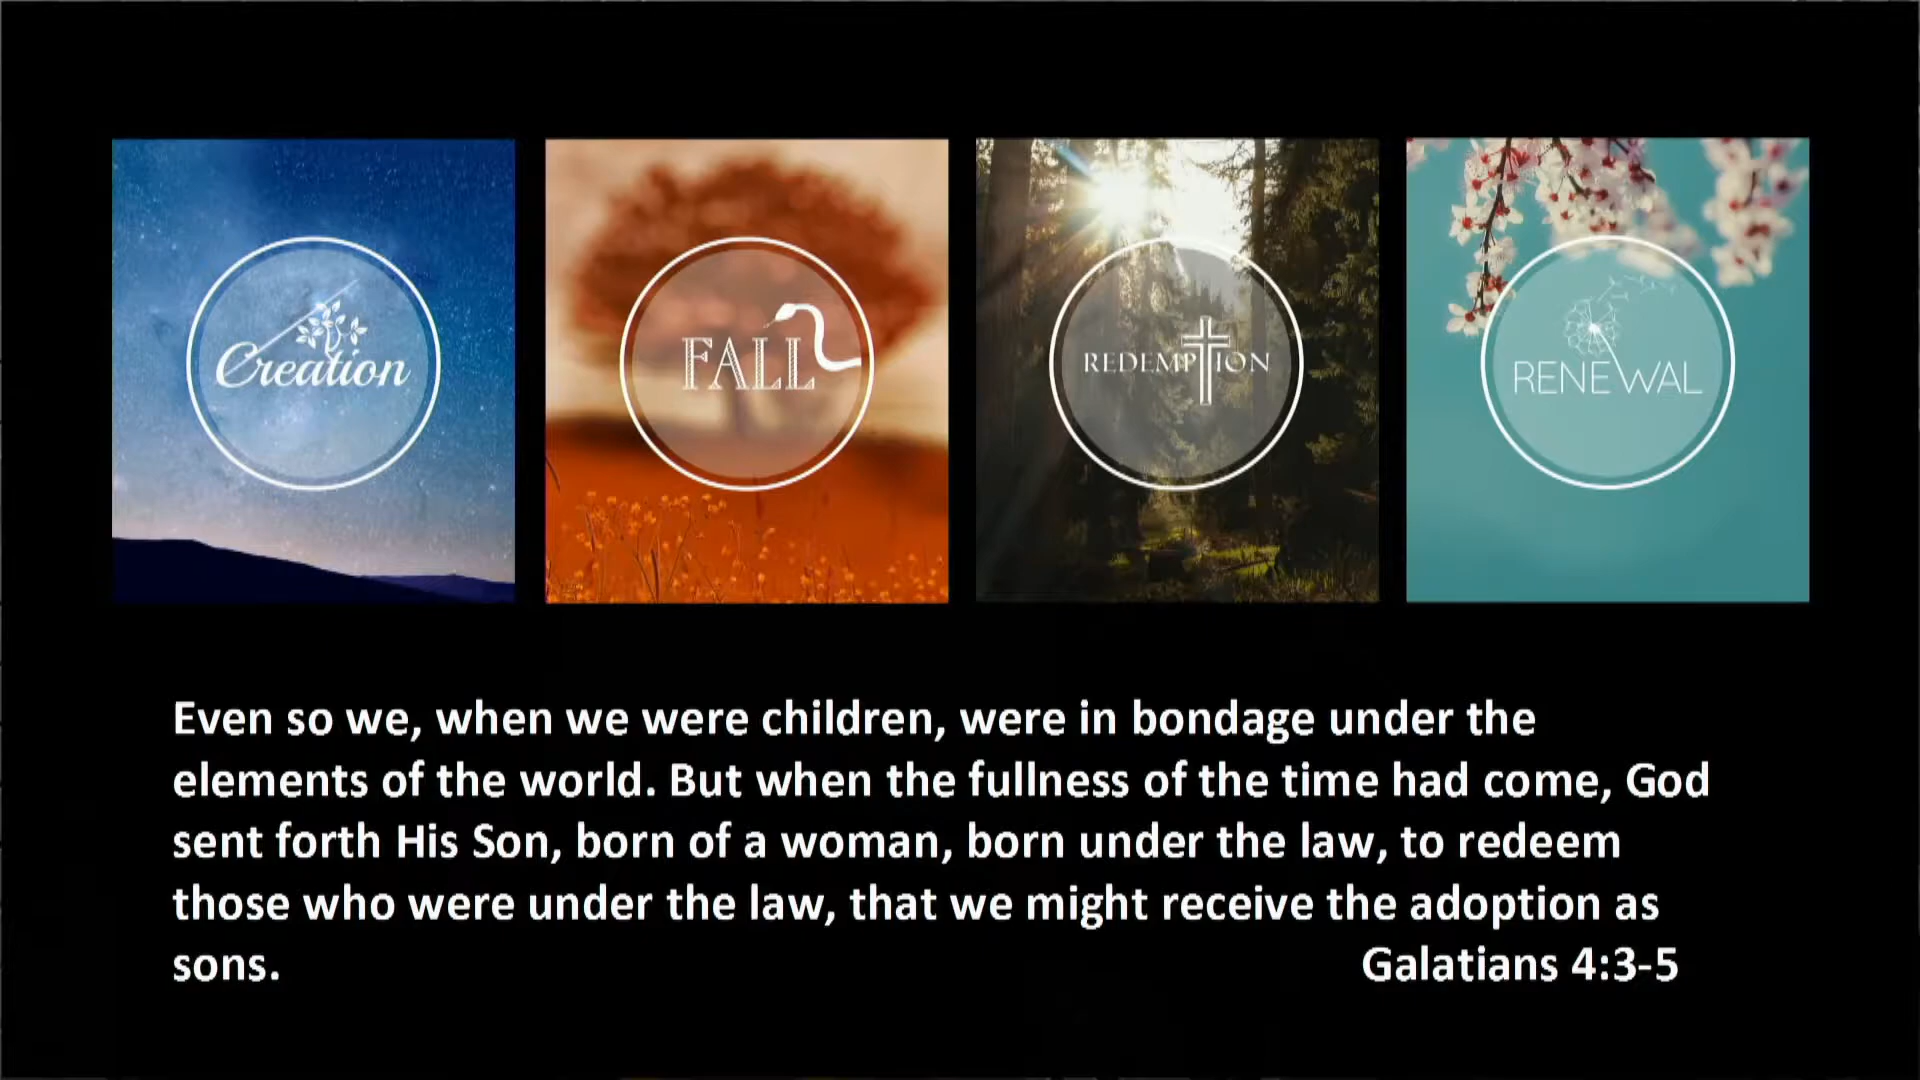 Creation
FALL
REDEMPTION
RENEWAL
Even so we, when we were children, were in bondage under the
elements of the world. But when the fullness of the time had come, God
sent forth His Son, born of a woman, born under the law, to redeem
those who were under the law, that we might receive the adoption as
sons. Galatians 4:3-5